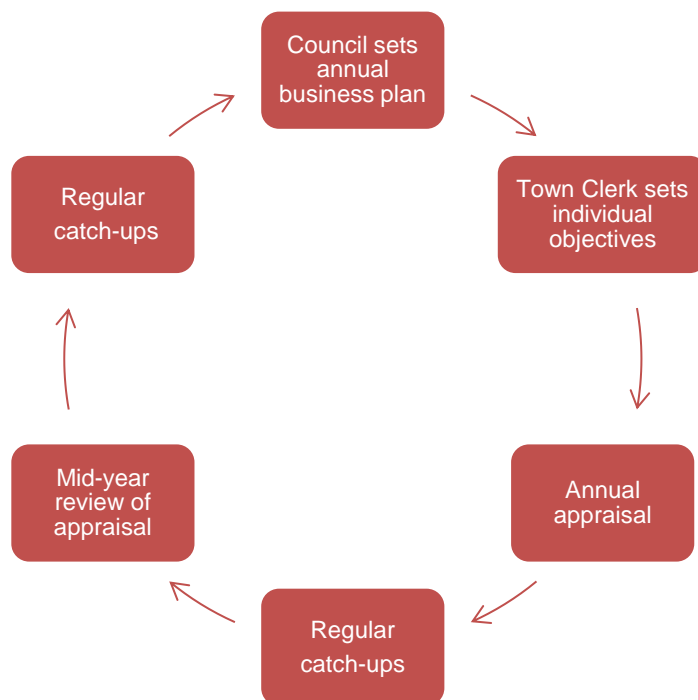 Council sets
annual
business plan
Town Clerk sets
individual
objectives
Annual
appraisal
Regular
catch-ups
Mid-year
review of
appraisal
Regular
catch-ups